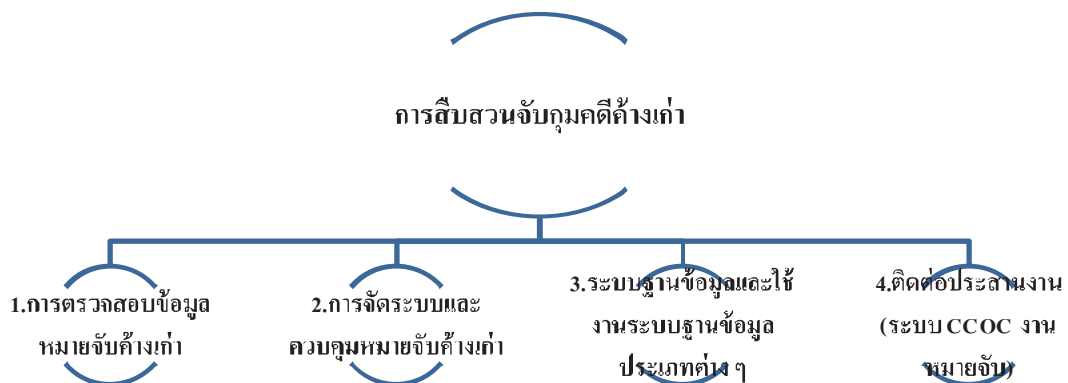 การสืบสวนจับกุมคดีค้างเก่า
1.การตรวจสอบข้อมูล
หมายจับค้างเก่า
2.การจัดระบบและ
ควบคุมหมายจับค้างเก่า
3.ระบบฐานข้อมูลและใช้
งานระบบฐานข้อมูล
ประเภทต่าง ๆ
4.ติดต่อประสานงาน
(ระบบ CCOC งาน
หมายจับ)